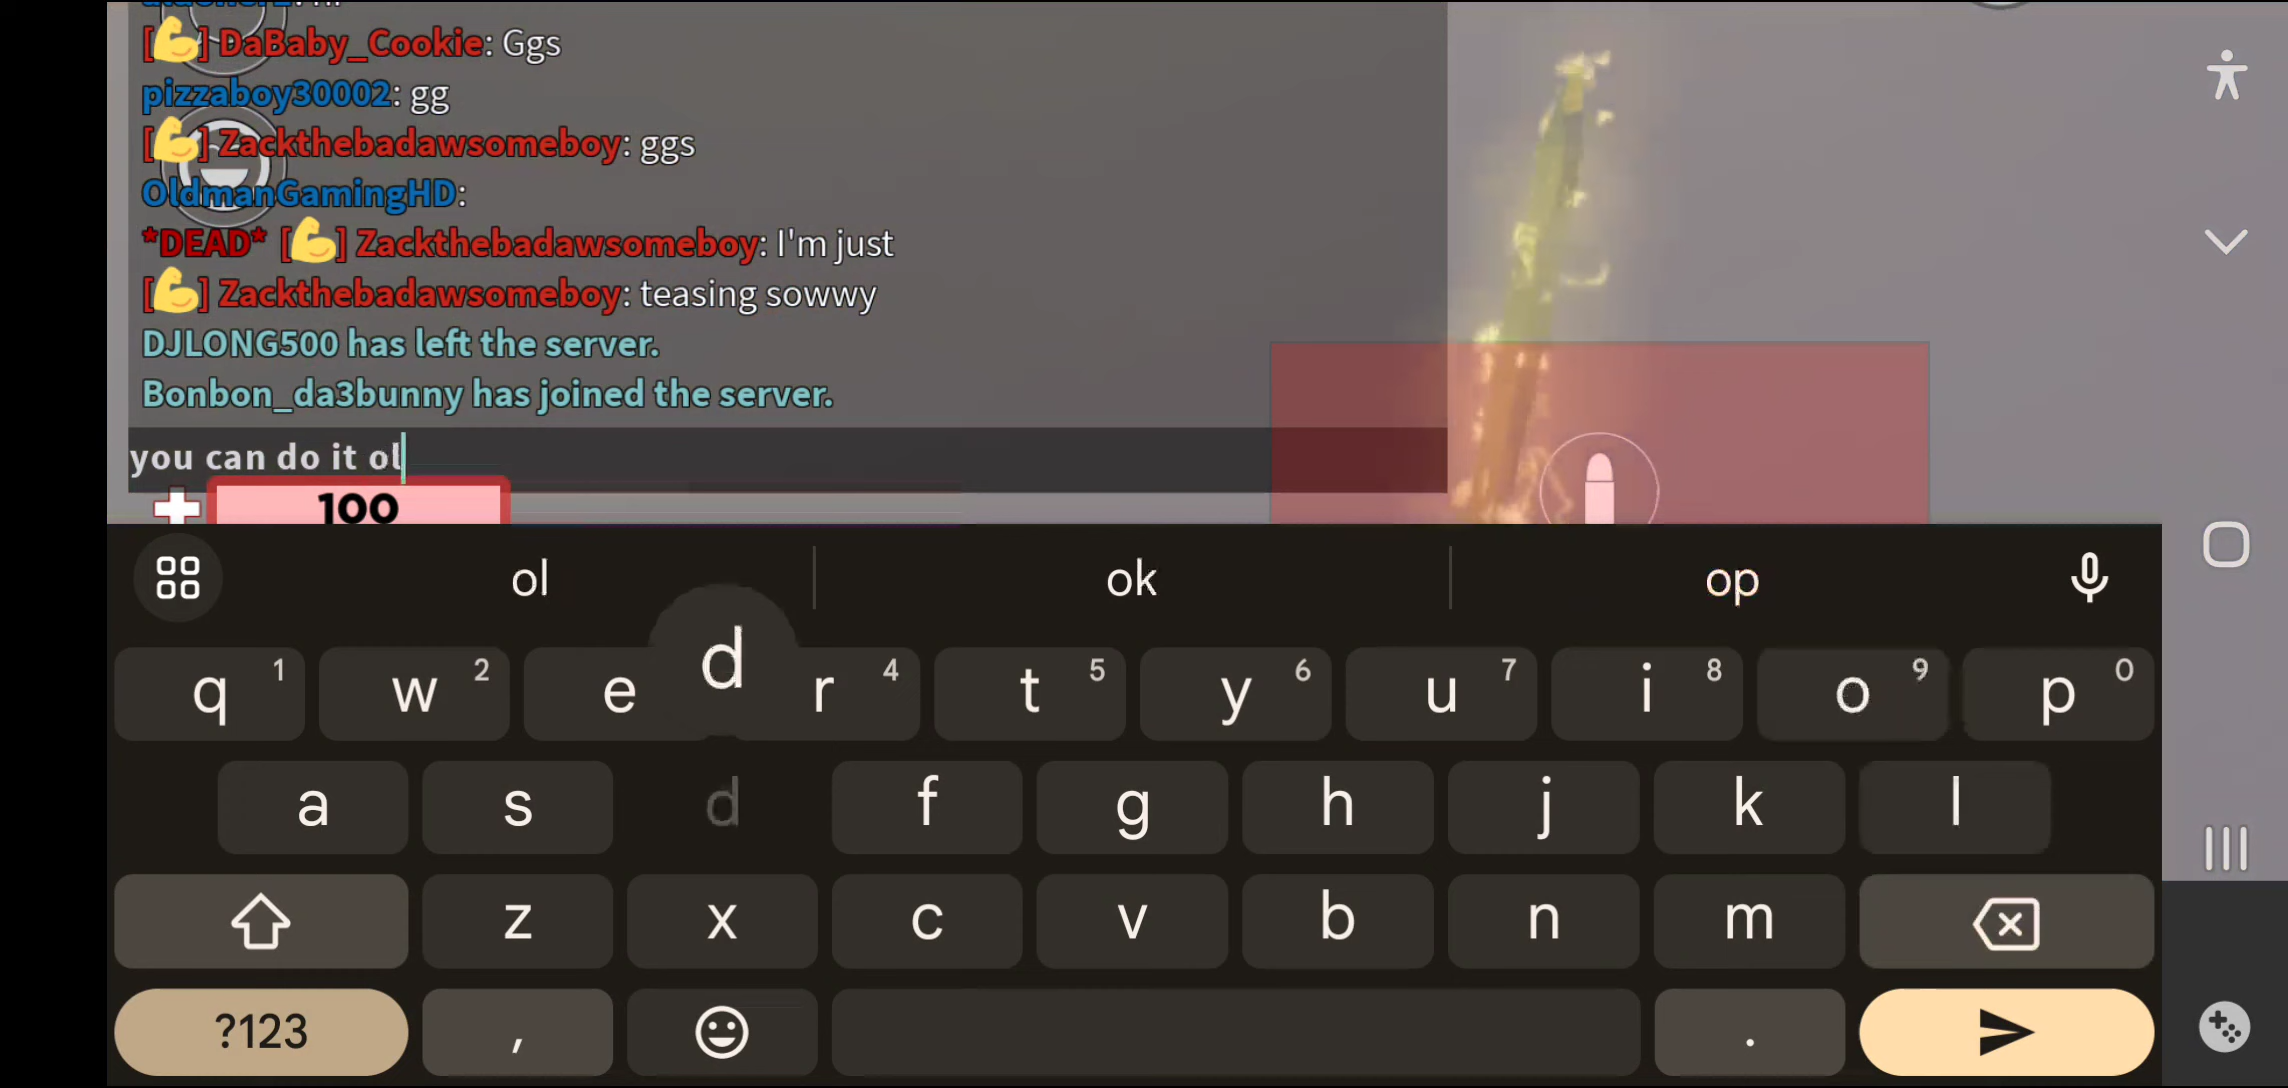 [💪] DaBaby_Cookie: Ggs
pizzaboy30002: gg
[💪] Zackthebadawsomeboy: ggs
OldmanGamingHD:
*DEAD* [💪] Zackthebadawsomeboy: I'm just
[💪] Zackthebadawsomeboy: teasing sowwy
DJLONG500 has left the server.
Bonbon_da3bunny has joined the server.
you can do it ol
100
ol ok op
d
q 1 w 2 e r 4 t 5 y 6 u 7 i 8 o 9 p 0
a s d f g h j k l
z x c v b n m
?123 , .